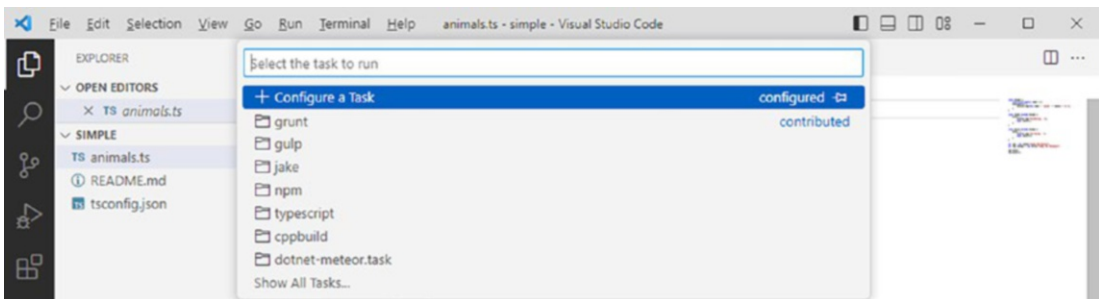 File Edit Selection View Go Run Terminal Help animals.ts - simple - Visual Studio Code
EXPLORER
OPEN EDITORS
TS animals.ts
SIMPLE
TS animals.ts
README.md
TS tsconfig.json
Select the task to run
Configure a Task configured
grunt contributed
gulp
jake
npm
typescript
cppbuild
dotnet-meteor.task
Show All Tasks...